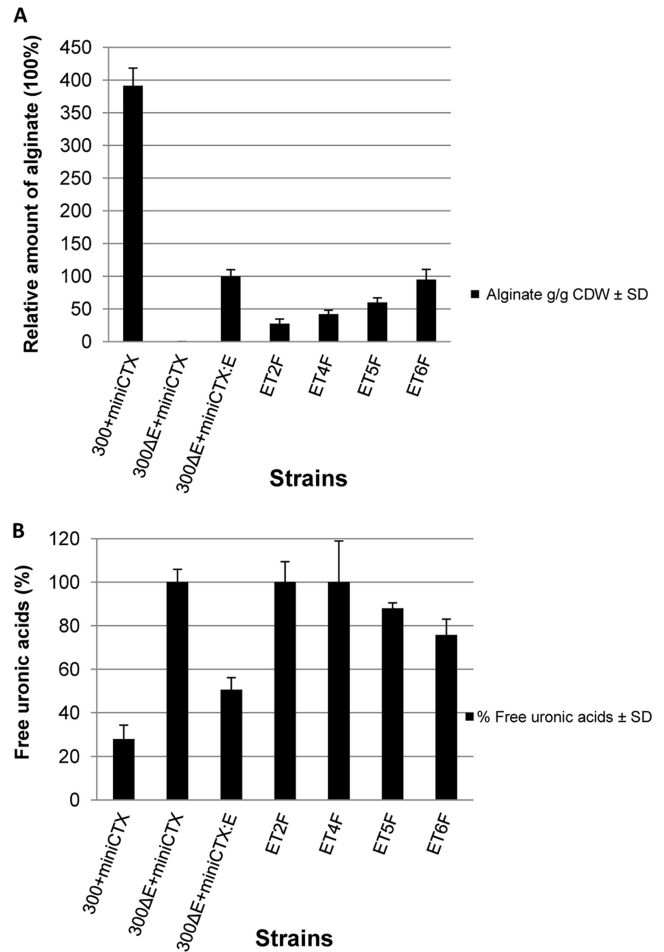 A
Relative amount of alginate (100%)
450
400
350
300
250
200
150
100
50
0
300+miniCTX
300ΔE+miniCTX
300ΔE+miniCTX:E
ET2F
ET4F
ET5F
ET6F
Strains
Alginate g/g CDW ± SD
B
Free uronic acids (%)
120
100
80
60
40
20
0
300+miniCTX
300ΔE+miniCTX
300ΔE+miniCTX:E
ET2F
ET4F
ET5F
ET6F
Strains
% Free uronic acids ± SD